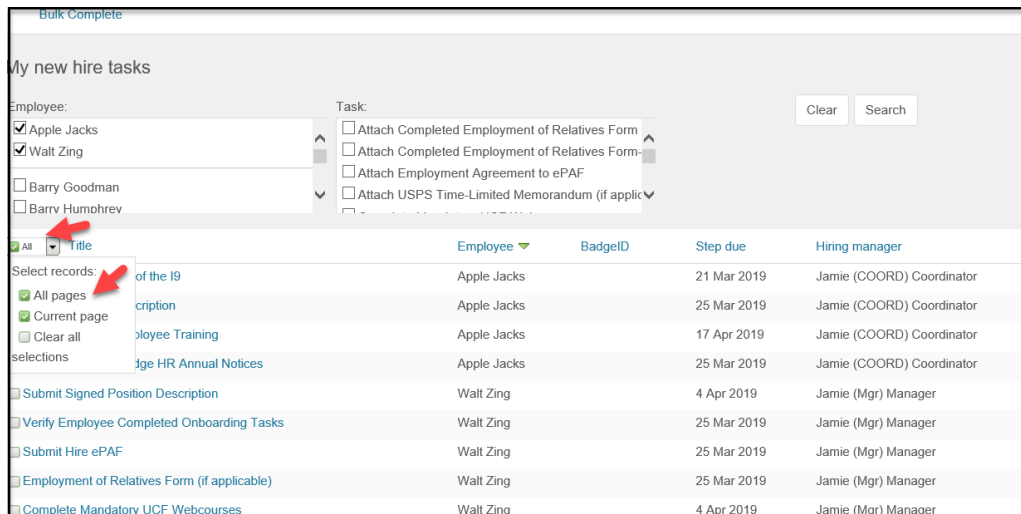 Bulk Complete
My new hire tasks
Employee:
Task:
Apple Jacks
Walt Zing
Barry Goodman
Barry Humphrey
Attach Completed Employment of Relatives Form
Attach Completed Employment of Relatives Form-
Attach Employment Agreement to ePAF
Attach USPS Time-Limited Memorandum (if applic
Clear Search
All Title Employee BadgeID Step due Hiring manager
Select records:
All pages
Current page
Clear all
selections
of the I9 Apple Jacks 21 Mar 2019 Jamie (COORD) Coordinator
cription Apple Jacks 25 Mar 2019 Jamie (COORD) Coordinator
ployee Training Apple Jacks 17 Apr 2019 Jamie (COORD) Coordinator
dge HR Annual Notices Apple Jacks 25 Mar 2019 Jamie (COORD) Coordinator
Submit Signed Position Description Walt Zing 4 Apr 2019 Jamie (Mgr) Manager
Verify Employee Completed Onboarding Tasks Walt Zing 25 Mar 2019 Jamie (Mgr) Manager
Submit Hire ePAF Walt Zing 25 Mar 2019 Jamie (Mgr) Manager
Employment of Relatives Form (if applicable) Walt Zing 25 Mar 2019 Jamie (Mgr) Manager
Complete Mandatory UCF Webcourses Walt Zing 4 Apr 2019 Jamie (Mgr) Manager